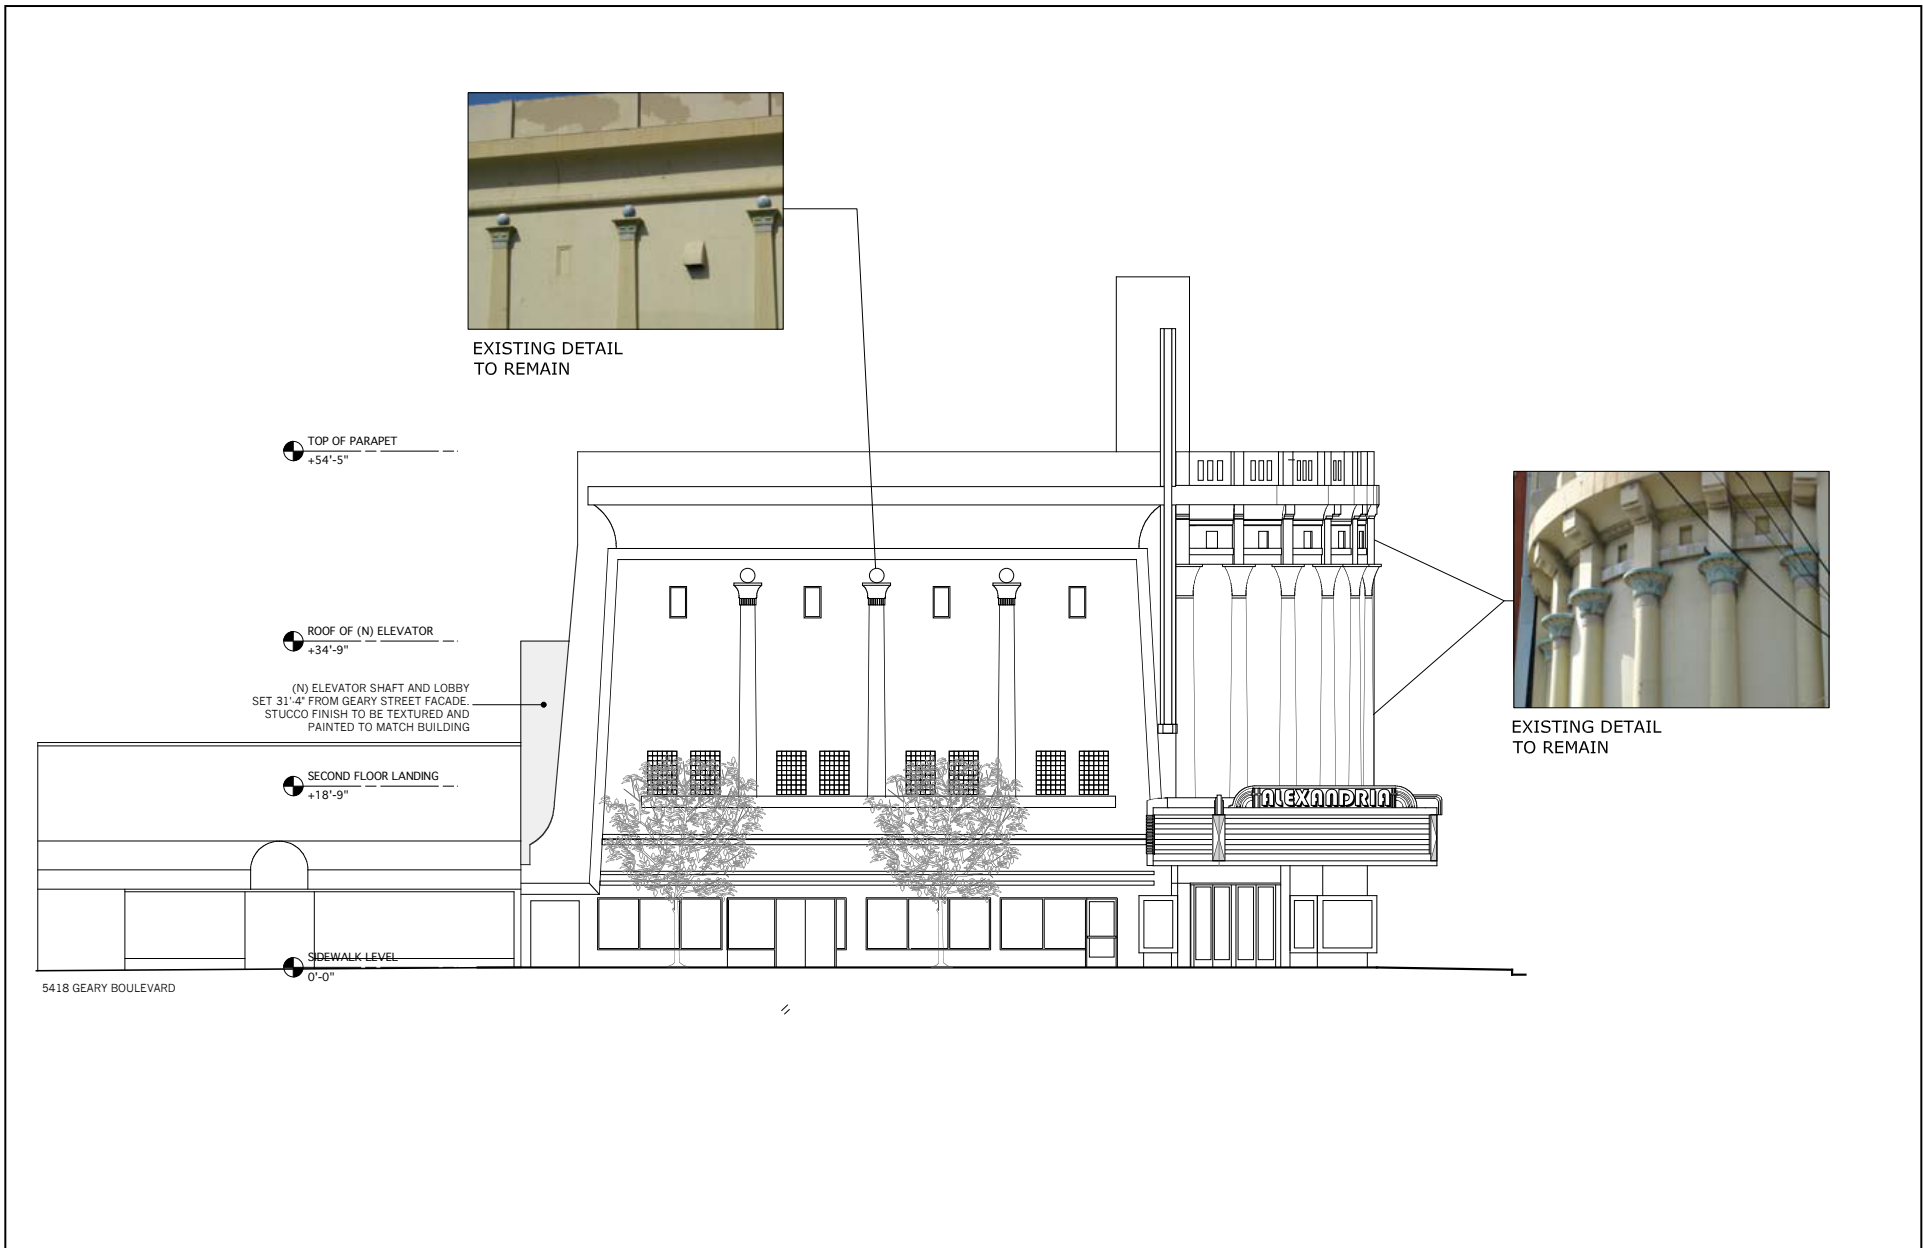 EXISTING DETAIL
TO REMAIN
TOP OF PARAPET
+54'-5"
ROOF OF (N) ELEVATOR
+34'-9"
(N) ELEVATOR SHAFT AND LOBBY
SET 31'-4" FROM GEARY STREET FACADE.
STUCCO FINISH TO BE TEXTURED AND
PAINTED TO MATCH BUILDING
EXISTING DETAIL
TO REMAIN
SECOND FLOOR LANDING
+18'-9"
ALEXANDRIA
SIDEWALK LEVEL
0'-0"
5418 GEARY BOULEVARD